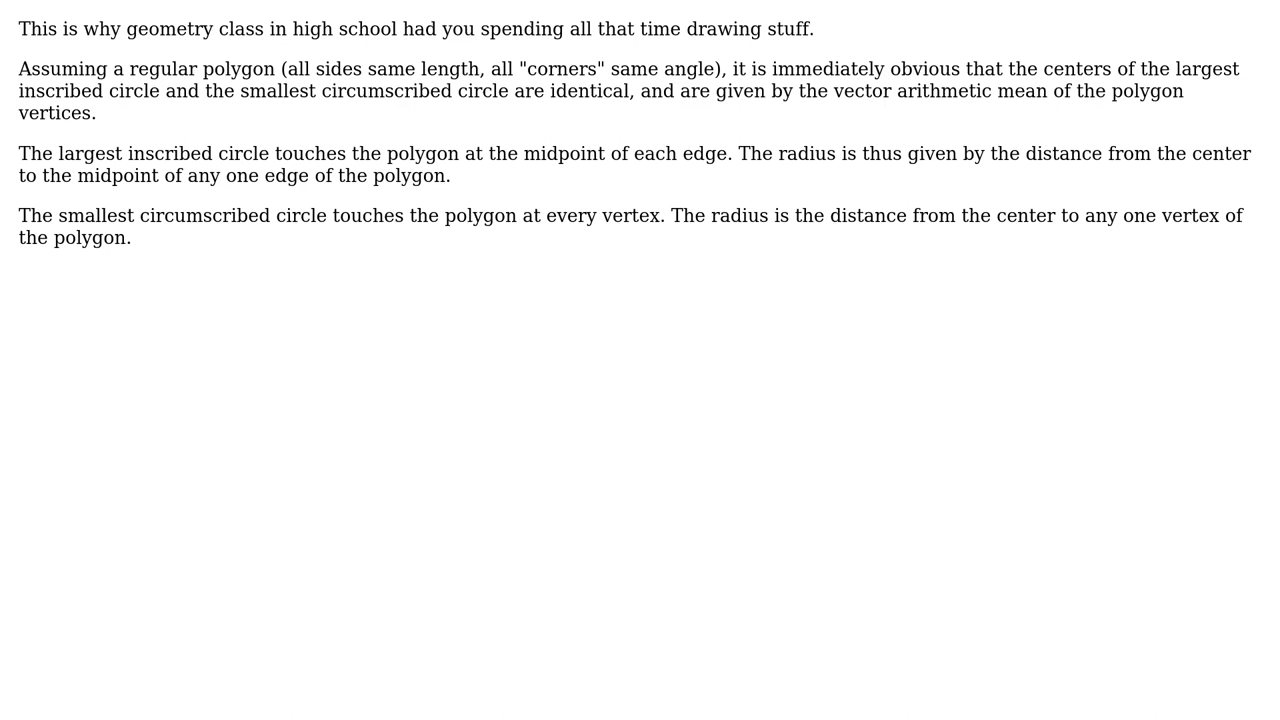 This is why geometry class in high school had you spending all that time drawing stuff.
Assuming a regular polygon (all sides same length, all "corners" same angle), it is immediately obvious that the centers of the largest
inscribed circle and the smallest circumscribed circle are identical, and are given by the vector arithmetic mean of the polygon
vertices.
The largest inscribed circle touches the polygon at the midpoint of each edge. The radius is thus given by the distance from the center
to the midpoint of any one edge of the polygon.
The smallest circumscribed circle touches the polygon at every vertex. The radius is the distance from the center to any one vertex of
the polygon.